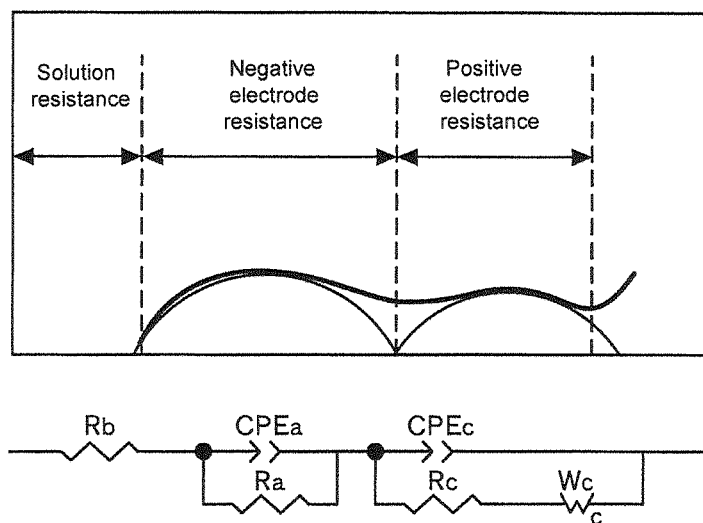 Solution
resistance
Negative
electrode
resistance
Positive
electrode
resistance
Rb
CPEa
CPEc
Ra
Rc
Wc
c